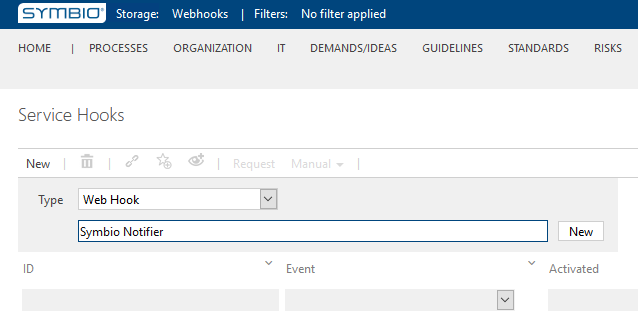 SYMBIO® Storage: Webhooks | Filters: No filter applied
HOME | PROCESSES ORGANIZATION IT DEMANDS/IDEAS GUIDELINES STANDARDS RISKS
Service Hooks
New | | Request Manual |
Type Web Hook
Symbio Notifier New
ID Event Activated